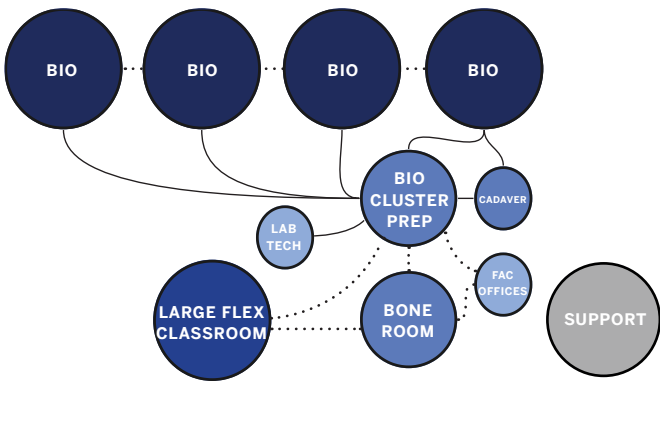 BIO
BIO
BIO
BIO
BIO
CLUSTER
PREP
CADAVER
LAB
TECH
FAC
OFFICES
LARGE FLEX
CLASSROOM
BONE
ROOM
SUPPORT